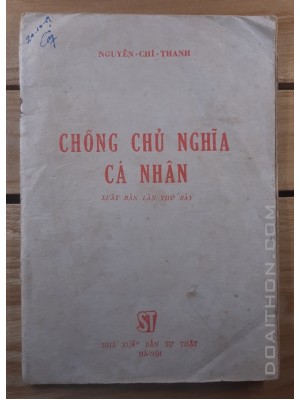 NGUYỄN-CHÍ-THANH
CHỐNG CHỦ NGHĨA
CÁ NHÂN
XUẤT BẢN LẦN THỨ BẢY
ST
NHÀ XUẤT BẢN SỰ THẬT
HÀ-NỘI
DOAITHON.COM